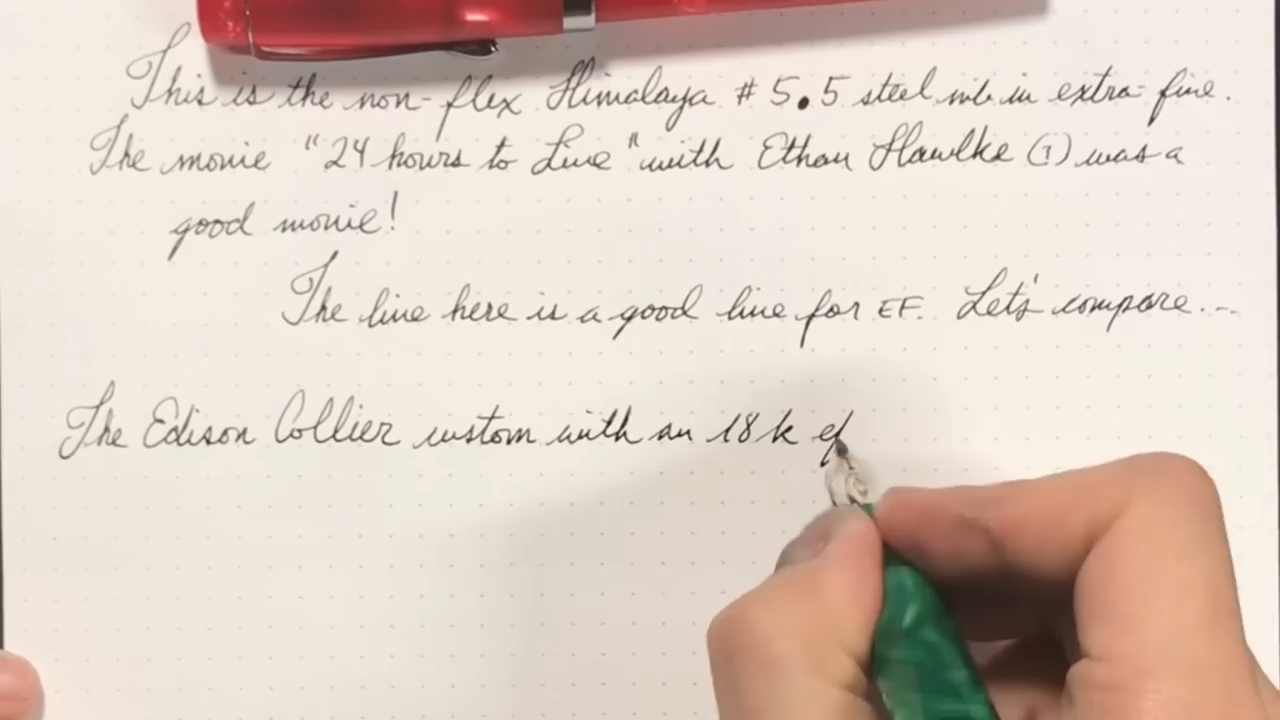 This is the non-flex Himalaya # 5.5 steel nib in extra fine.
The movie "24 hours to Live" with Ethan Hawlke (?) was a
good movie!
The line here is a good line for EF. Let's compare...
The Edison Collier custom with an 18k ef